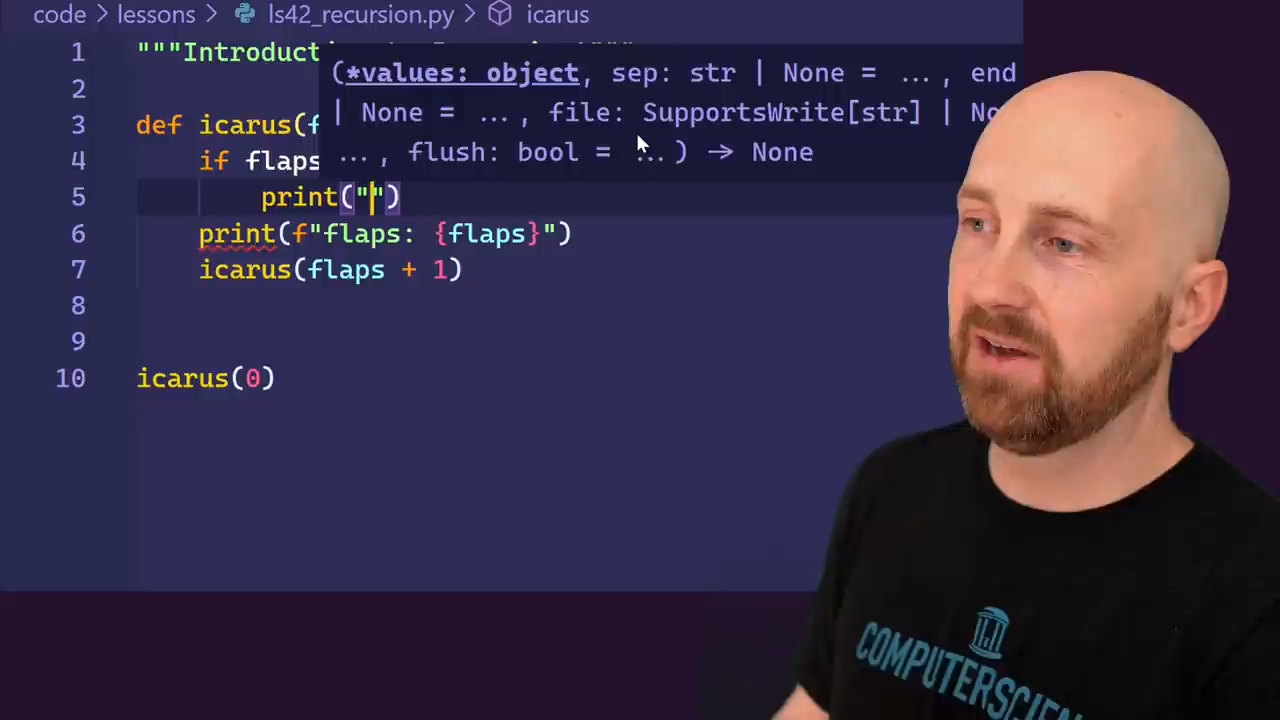 code > lessons > ls42_recursion.py > icarus
1 """Introduct
(*values: object, sep: str | None = ..., end
2
| None = ..., file: SupportsWrite[str] | No
3 def icarus(f
..., flush: bool = ...) -> None
4 if flaps
5 print("")
6 print(f"flaps: {flaps}")
7 icarus(flaps + 1)
8
9
10 icarus(0)
COMPUTERSCIEN